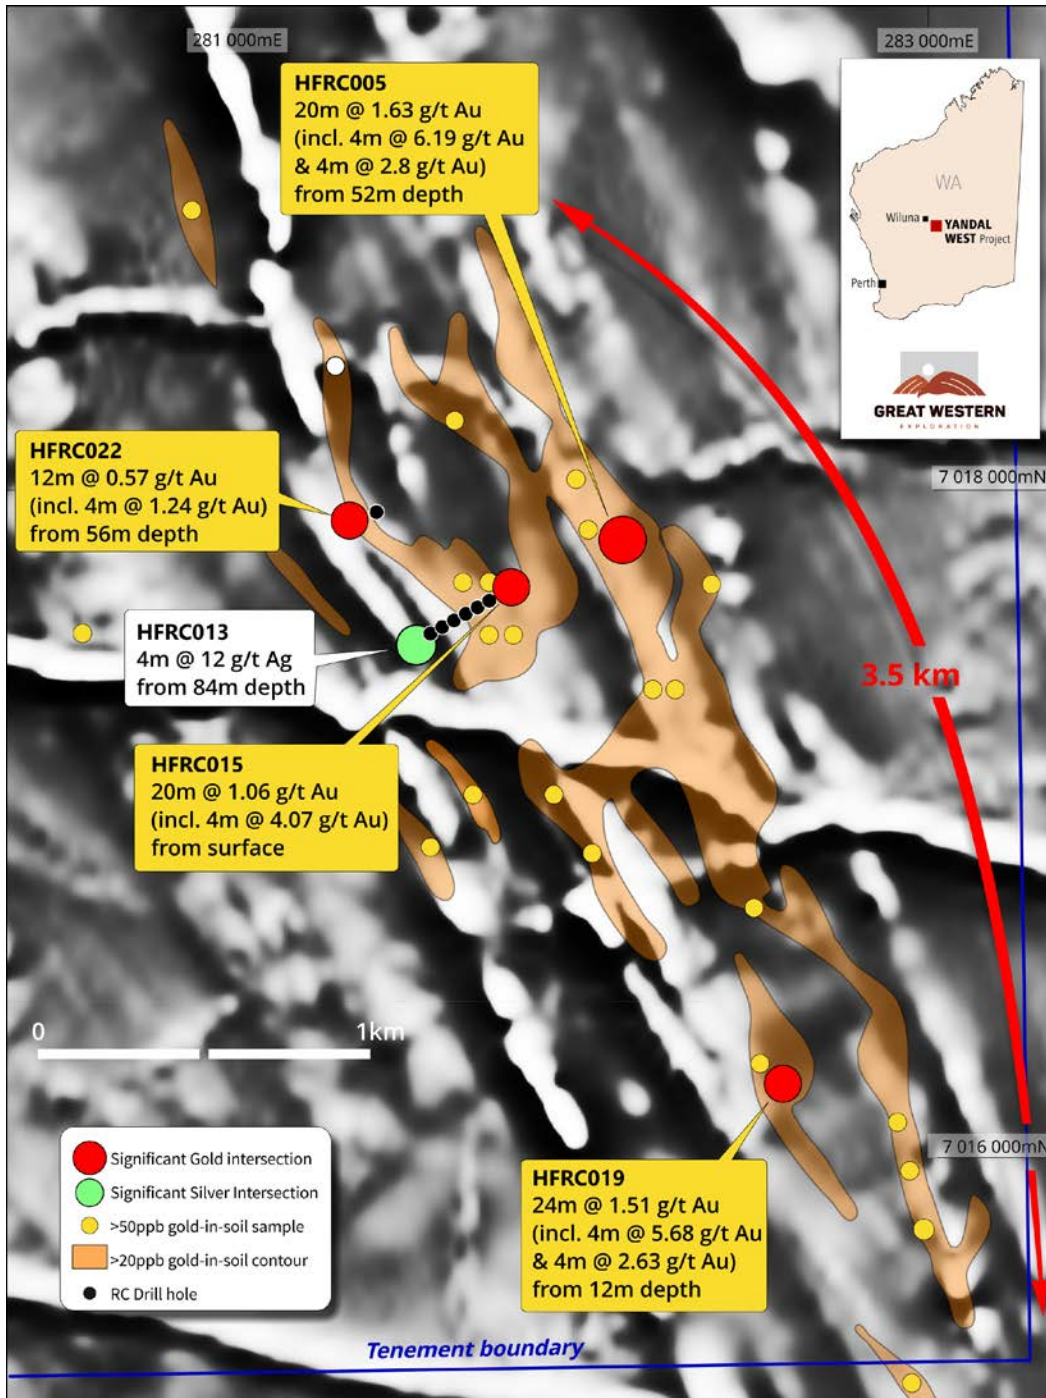 281 000mE
283 000mE
HFRC005
20m @ 1.63 g/t Au
(incl. 4m @ 6.19 g/t Au
& 4m @ 2.8 g/t Au)
from 52m depth
WA
Wiluna
YANDAL
WEST Project
Perth
GREAT WESTERN
EXPLORATION
HFRC022
12m @ 0.57 g/t Au
(incl. 4m @ 1.24 g/t Au)
from 56m depth
7 018 000mN
HFRC013
4m @ 12 g/t Ag
from 84m depth
3.5 km
HFRC015
20m @ 1.06 g/t Au
(incl. 4m @ 4.07 g/t Au)
from surface
0
1km
7 016 000mN
Significant Gold intersection
Significant Silver Intersection
>50ppb gold-in-soil sample
>20ppb gold-in-soil contour
RC Drill hole
HFRC019
24m @ 1.51 g/t Au
(incl. 4m @ 5.68 g/t Au
& 4m @ 2.63 g/t Au)
from 12m depth
Tenement boundary